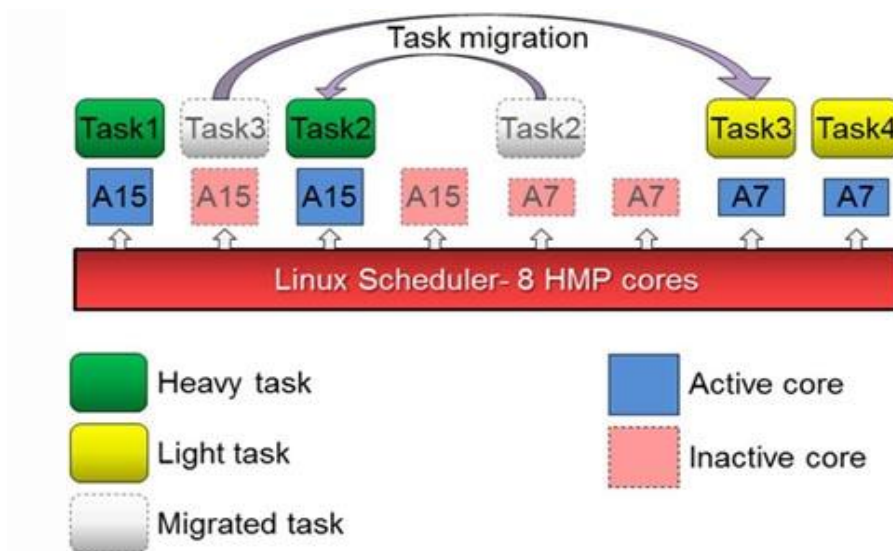 Task migration
Task1 Task3 Task2 Task2 Task3 Task4
A15 A15 A15 A15 A7 A7 A7 A7
Linux Scheduler- 8 HMP cores
Heavy task
Active core
Light task
Inactive core
Migrated task